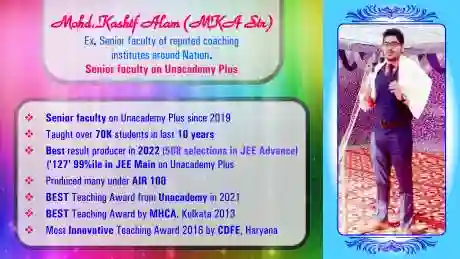 Mohd. Kashif Alam (MKA Sir)
Ex. Senior faculty of reputed coaching
institutes around Nation.
Senior faculty on Unacademy Plus
Senior faculty on Unacademy Plus since 2019
Taught over 70K students in last 10 years
Best result producer in 2022 (588 selections in JEE Advance)
('127' 99%ile in JEE Main on Unacademy Plus
Produced many under AIR 100
BEST Teaching Award from Unacademy in 2021
BEST Teaching Award by MHCA, Kulkata 2013
Most Innovative Teaching Award 2016 by CDFE, Haryana